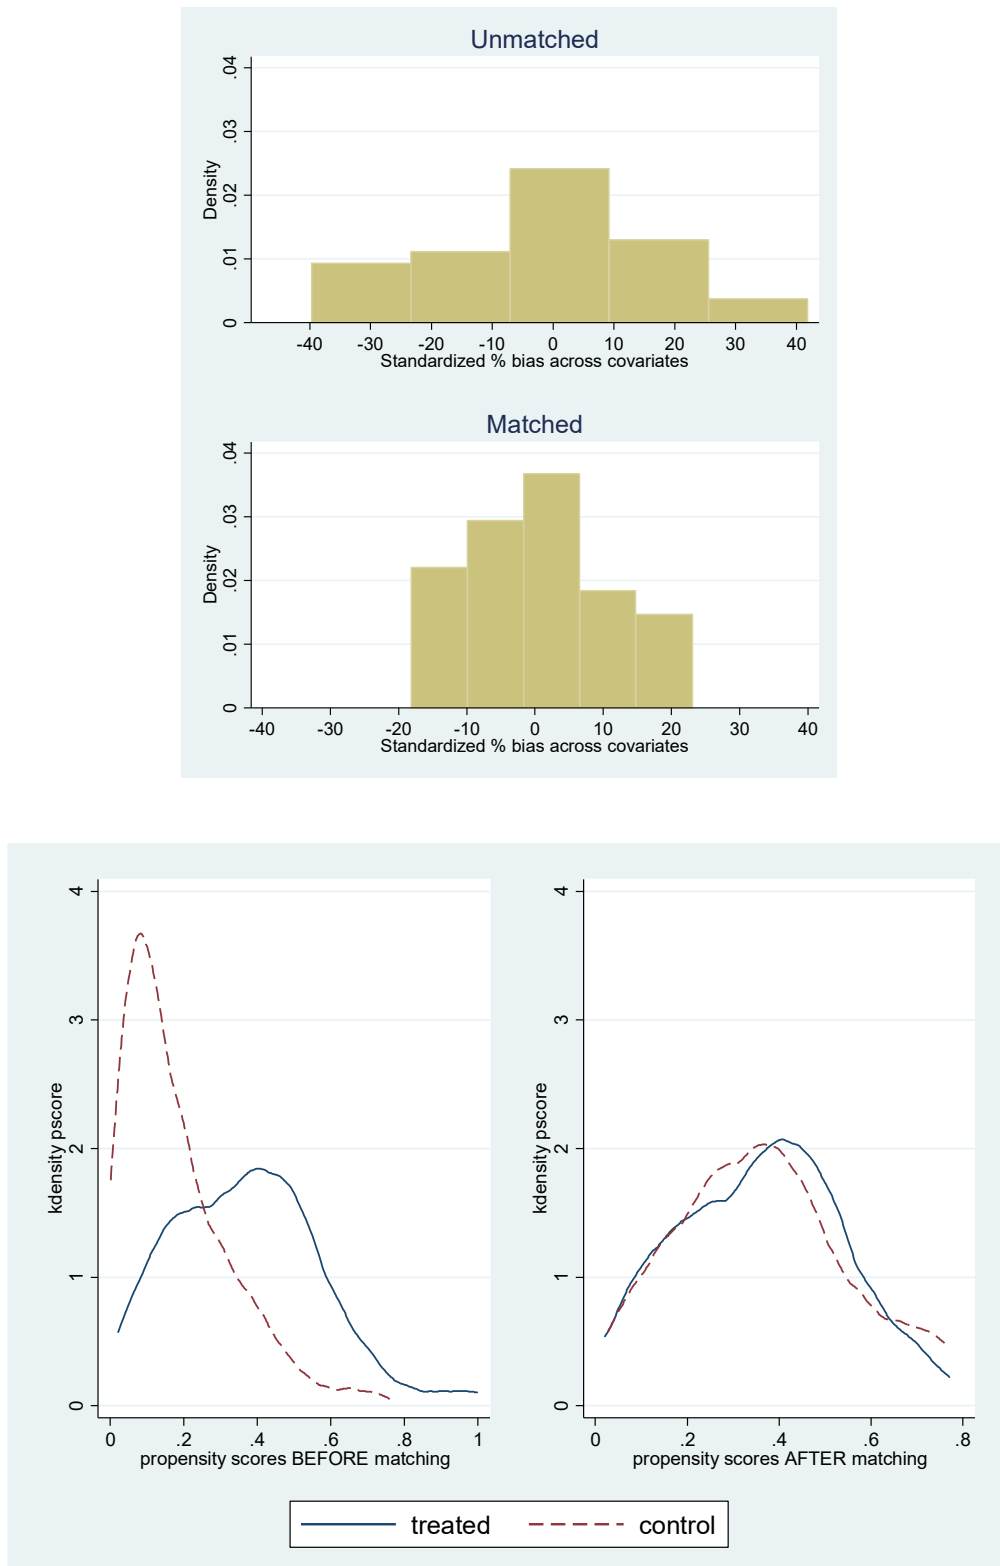 Unmatched
.04
.03
.02
.01
0
Density
-40 -30 -20 -10 0 10 20 30 40
Standardized % bias across covariates
Matched
.04
.03
.02
.01
0
Density
-40 -30 -20 -10 0 10 20 30 40
Standardized % bias across covariates
4
3
2
1
0
kdensity pscore
0 .2 .4 .6 .8 1
propensity scores BEFORE matching
4
3
2
1
0
kdensity pscore
0 .2 .4 .6 .8
propensity scores AFTER matching
treated control